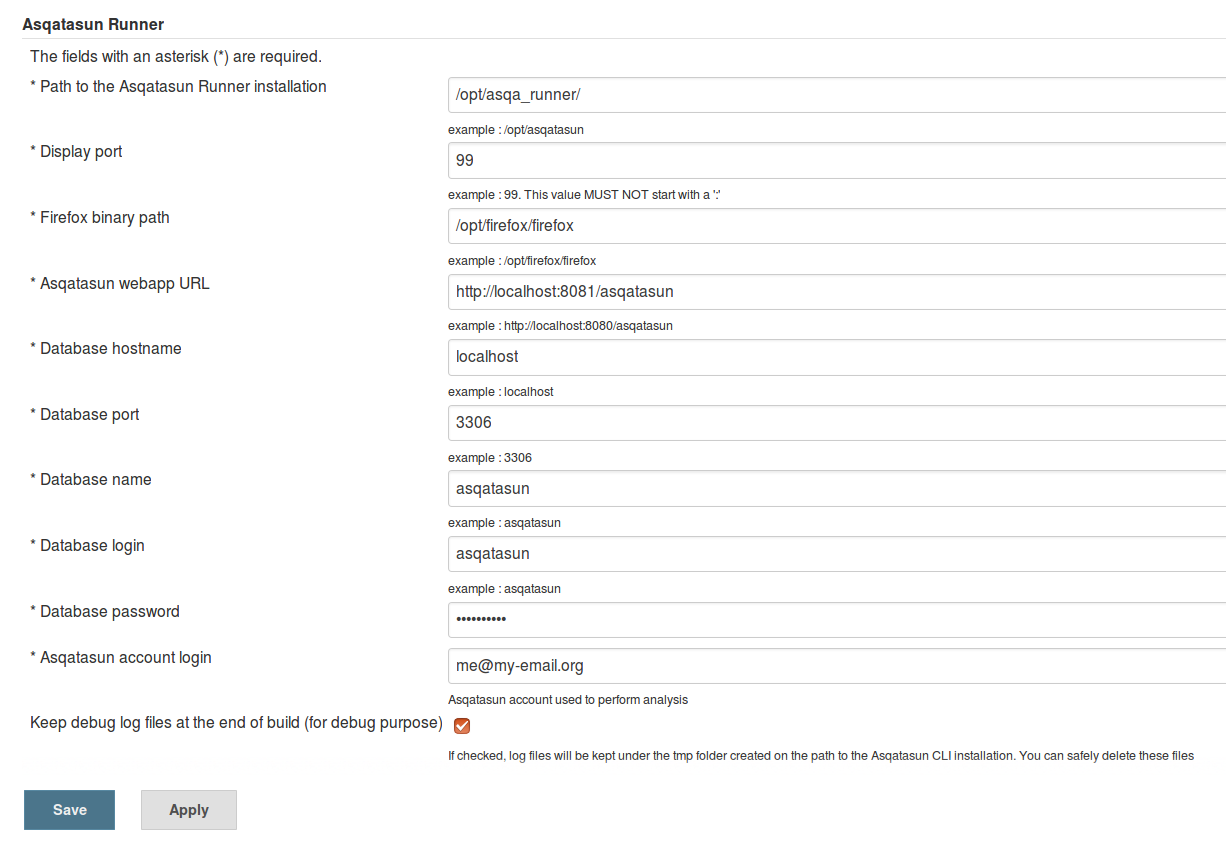 Asqatasun Runner
The fields with an asterisk (*) are required.
* Path to the Asqatasun Runner installation
/opt/asqa_runner/
example : /opt/asqatasun
* Display port
99
example : 99. This value MUST NOT start with a ':'
* Firefox binary path
/opt/firefox/firefox
example : /opt/firefox/firefox
* Asqatasun webapp URL
http://localhost:8081/asqatasun
example : http://localhost:8080/asqatasun
* Database hostname
localhost
example : localhost
* Database port
3306
example : 3306
* Database name
asqatasun
example : asqatasun
* Database login
asqatasun
example : asqatasun
* Database password
••••••••••
* Asqatasun account login
me@my-email.org
Asqatasun account used to perform analysis
Keep debug log files at the end of build (for debug purpose)
If checked, log files will be kept under the tmp folder created on the path to the Asqatasun CLI installation. You can safely delete these files
Save
Apply